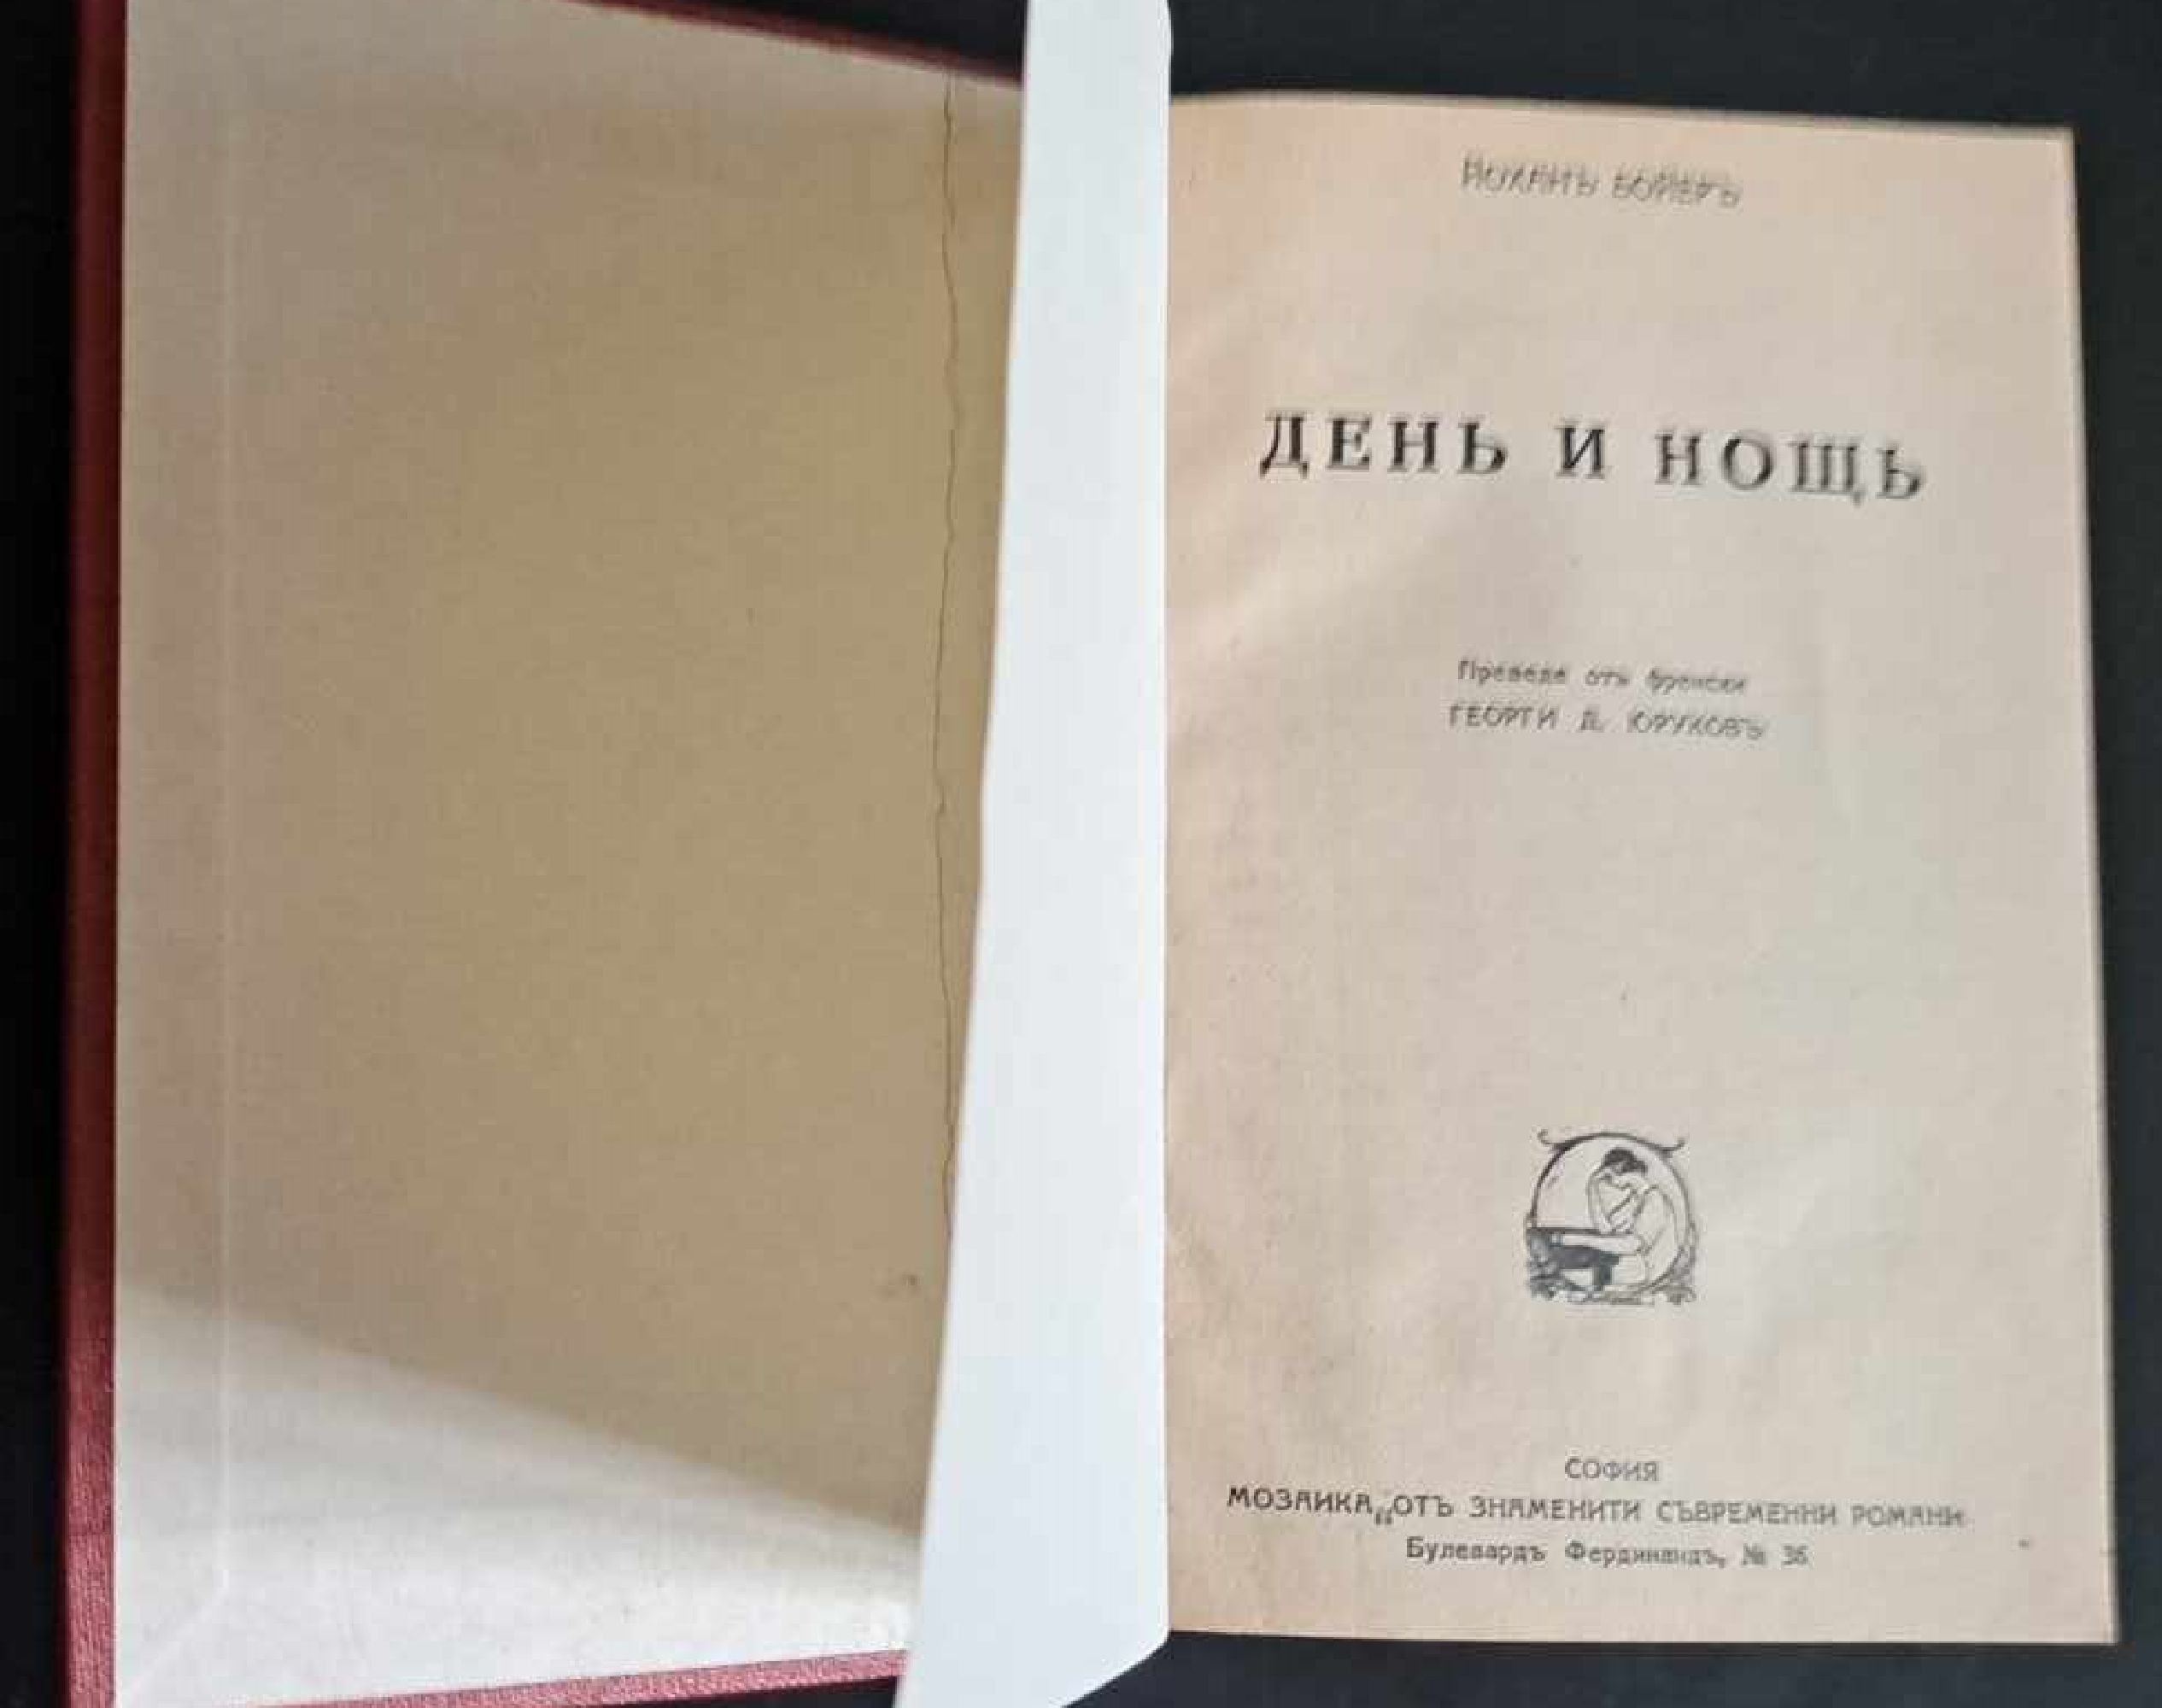 ЙОХАНЪ БОЙЕРЪ
ДЕНЬ И НОЩЬ
Преведе отъ френски
ГЕОРГИ Д. ЮРУКОВЪ
СОФИЯ
МОЗАИКА „ОТЪ ЗНАМЕНИТИ СЪВРЕМЕННИ РОМАНИ
Булевардъ Фердинандъ, № 36